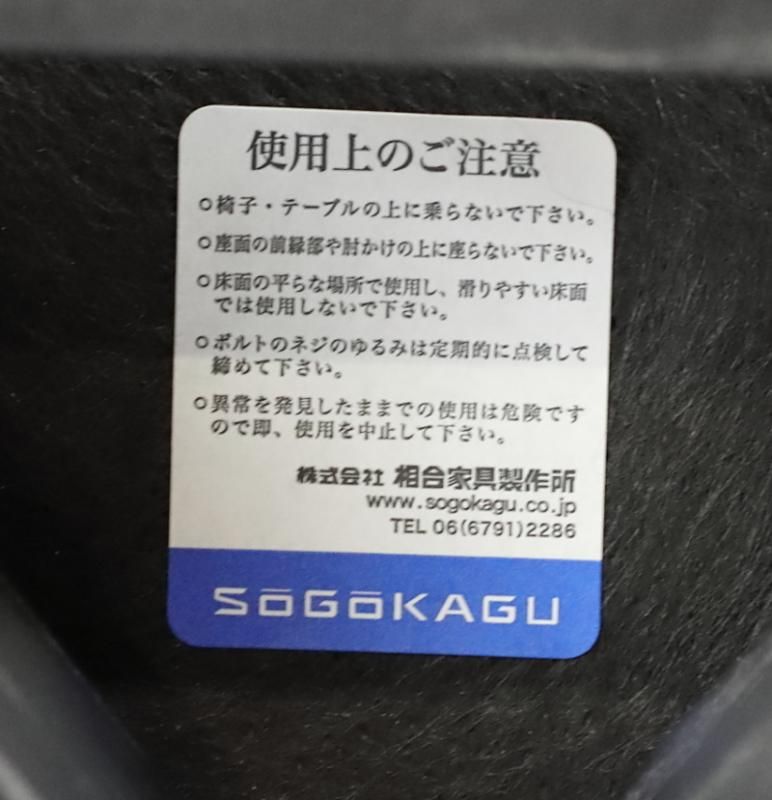 使用上のご注意
○椅子・テーブルの上に乗らないで下さい。
○座面の前縁部や肘かけの上に座らないで下さい。
○床面の平らな場所で使用し、滑りやすい床面
では使用しないで下さい。
○ボルトのネジのゆるみは定期的に点検して
締めて下さい。
○異常を発見したままでの使用は危険です
ので即、使用を中止して下さい。
株式会社 相合家具製作所
www.sogokagu.co.jp
TEL 06(6791)2286
SōGōKAGU